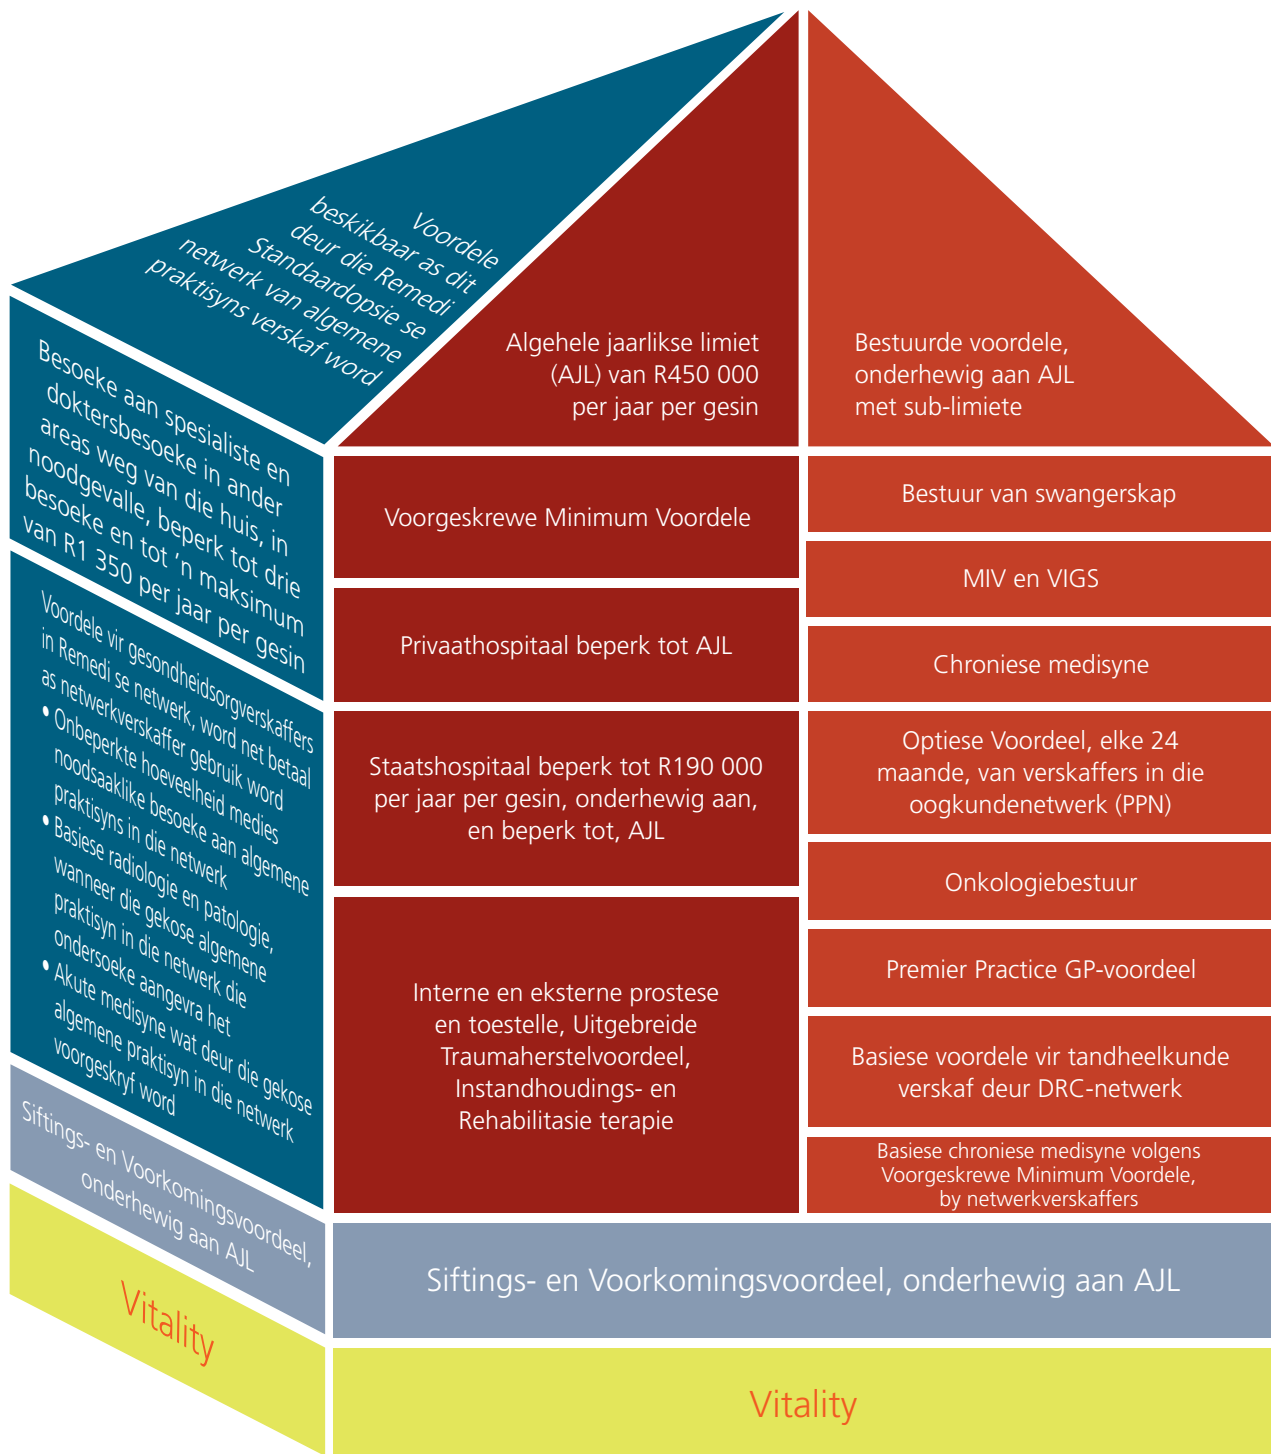 Voordele
beskikbaar as dit
deur die Remedi
Standaardopsie se
netwerk van algemene
praktisyns verskaf word
Besoeke aan spesialiste en
doktersbesoeke in ander
areas weg van die huis, in
noodgevalle, beperk tot drie
besoeke en tot 'n maksimum
van R1 350 per jaar per gesin
Voordele vir gesondheidsorgverskaffers
in Remedi se netwerk, word net betaal
as netwerkverskaffer gebruik word
• Onbeperkte hoeveelheid medies
noodsaaklike besoeke aan algemene
praktisyns in die netwerk
• Basiese radiologie en patologie,
wanneer die gekose algemene
praktisyn in die netwerk die
ondersoeke aangevra het
• Akute medisyne wat deur die gekose
algemene praktisyn in die netwerk
voorgeskryf word
Siftings- en Voorkomingsvoordeel,
onderhewig aan AJL
Vitality
Algehele jaarlikse limiet
(AJL) van R450 000
per jaar per gesin
Voorgeskrewe Minimum Voordele
Privaathospitaal beperk tot AJL
Staatshospitaal beperk tot R190 000
per jaar per gesin, onderhewig aan,
en beperk tot, AJL
Interne en eksterne prostese
en toestelle, Uitgebreide
Traumaherstelvoordeel,
Instandhoudings- en
Rehabilitasie terapie
Bestuurde voordele,
onderhewig aan AJL
met sub-limiete
Bestuur van swangerskap
MIV en VIGS
Chroniese medisyne
Optiese Voordeel, elke 24
maande, van verskaffers in die
oogkundenetwerk (PPN)
Onkologiebestuur
Premier Practice GP-voordeel
Basiese voordele vir tandheelkunde
verskaf deur DRC-netwerk
Basiese chroniese medisyne volgens
Voorgeskrewe Minimum Voordele,
by netwerkverskaffers
Siftings- en Voorkomingsvoordeel, onderhewig aan AJL
Vitality